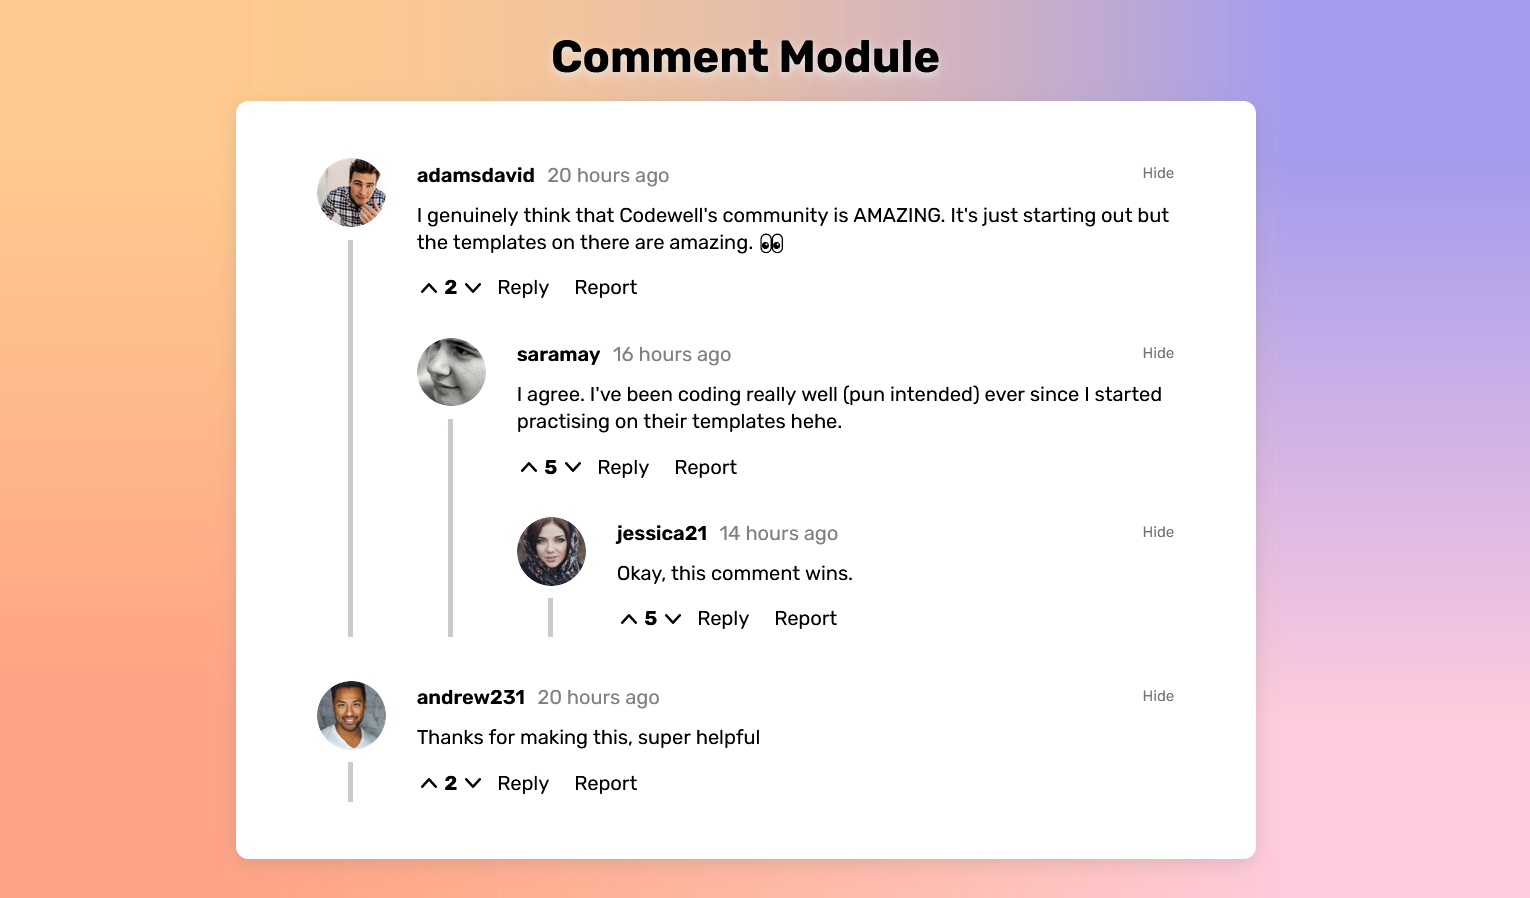 Comment Module
adamsdavid 20 hours ago Hide
I genuinely think that Codewell's community is AMAZING. It's just starting out but
the templates on there are amazing. 👀
2 Reply Report
saramay 16 hours ago Hide
I agree. I've been coding really well (pun intended) ever since I started
practising on their templates hehe.
5 Reply Report
jessica21 14 hours ago Hide
Okay, this comment wins.
5 Reply Report
andrew231 20 hours ago Hide
Thanks for making this, super helpful
2 Reply Report